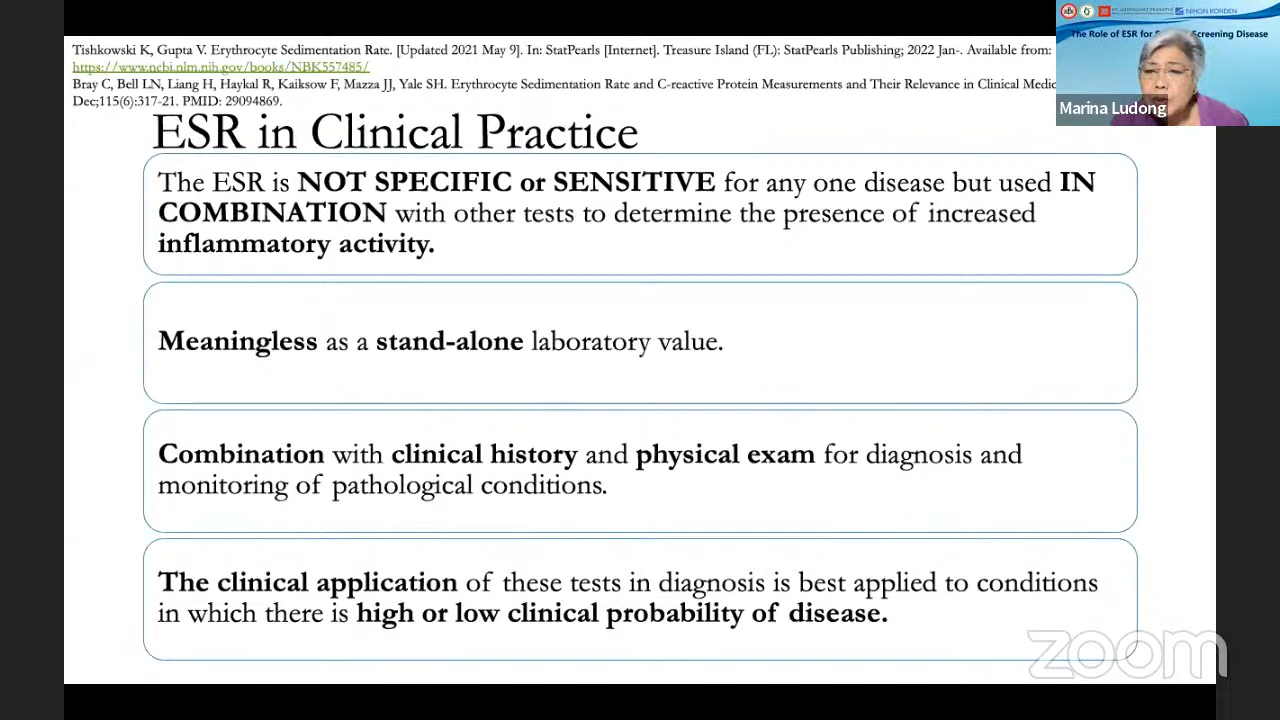 Tishkowski K, Gupta V. Erythrocyte Sedimentation Rate. [Updated 2021 May 9]. In: StatPearls [Internet]. Treasure Island (FL): StatPearls Publishing; 2022 Jan-. Available from:
https://www.ncbi.nlm.nih.gov/books/NBK557485/
Bray C, Bell LN, Liang H, Haykal R, Kaiksow F, Mazza JJ, Yale SH. Erythrocyte Sedimentation Rate and C-reactive Protein Measurements and Their Relevance in Clinical
Dec;115(6):317-21. PMID: 29094869.
NIHON KOHDEN
The Role of ESR for Screening Disease
Marina Ludong
ESR in Clinical Practice
The ESR is NOT SPECIFIC or SENSITIVE for any one disease but used IN
COMBINATION with other tests to determine the presence of increased
inflammatory activity.
Meaningless as a stand-alone laboratory value.
Combination with clinical history and physical exam for diagnosis and
monitoring of pathological conditions.
The clinical application of these tests in diagnosis is best applied to conditions
in which there is high or low clinical probability of disease.
zoom